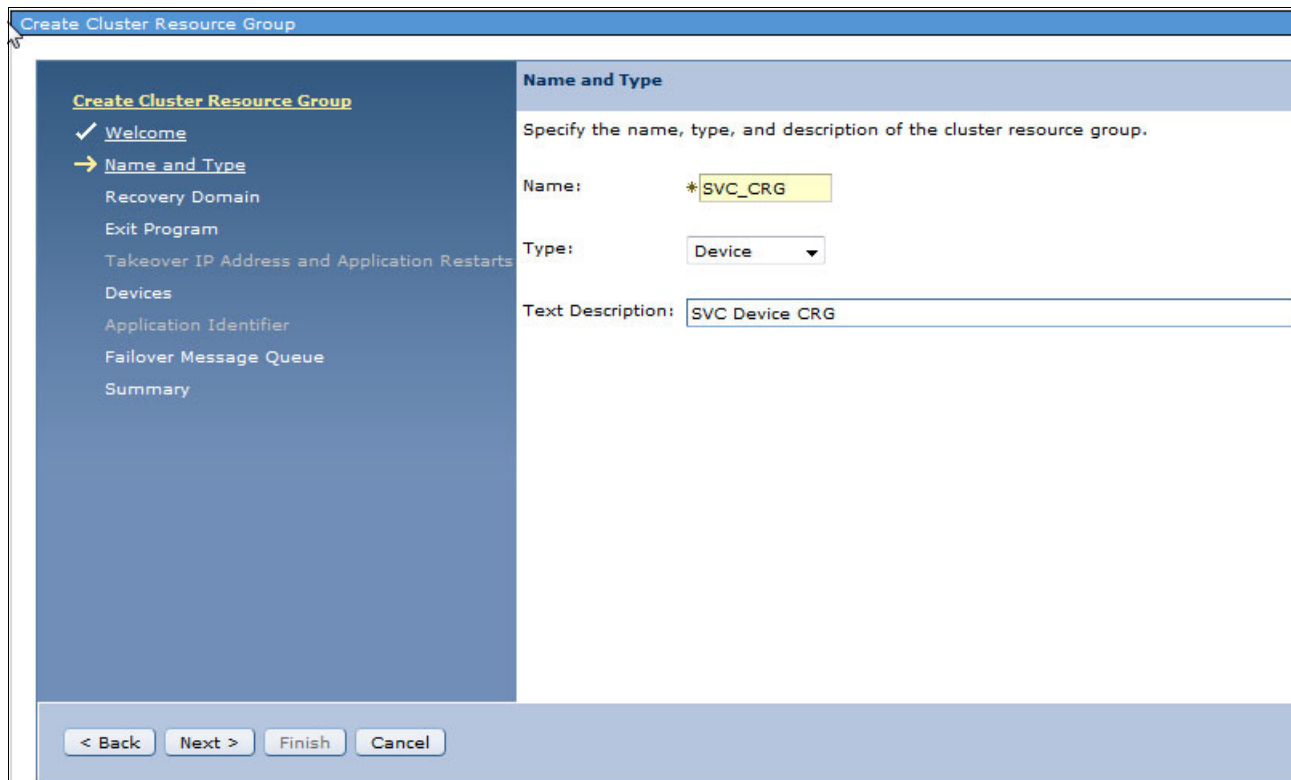 Create Cluster Resource Group
Create Cluster Resource Group
Welcome
Name and Type
Recovery Domain
Exit Program
Takeover IP Address and Application Restarts
Devices
Application Identifier
Failover Message Queue
Summary
Name and Type
Specify the name, type, and description of the cluster resource group.
Name: *SVC_CRG
Type: Device
Text Description: SVC Device CRG
< Back Next > Finish Cancel